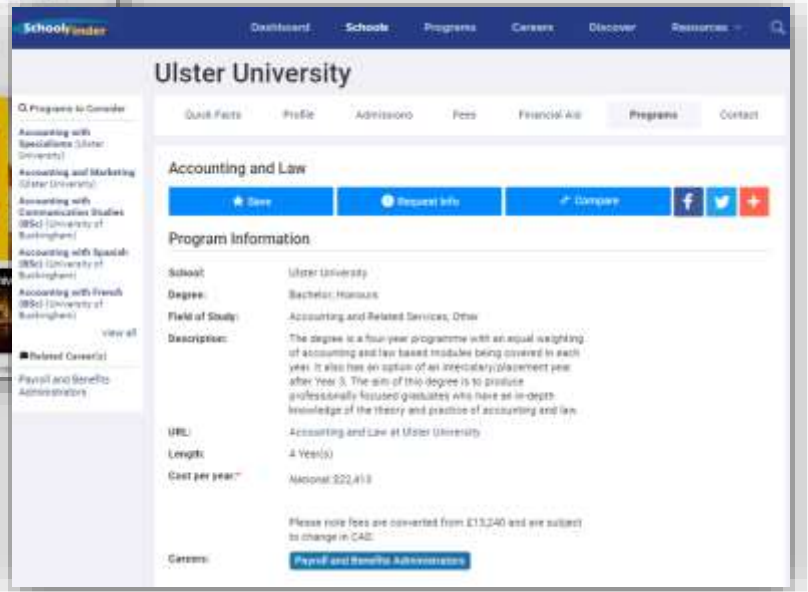 SchoolFinder
Dashboard Schools Programs Careers Discover Resources
Ulster University
Programs to Consider
Accounting with
Specialisms (Ulster
University)
Accounting and Marketing
(Ulster University)
Accounting with
Communication Studies
(BSc) (University of
Buckingham)
Accounting with Spanish
(BSc) (University of
Buckingham)
Accounting with French
(BSc) (University of
Buckingham)
view all
Related Career(s)
Payroll and Benefits
Administrators
Quick Facts Profile Admissions Fees Financial Aid Programs Contact
Accounting and Law
Save Request Info Compare
Program Information
School: Ulster University
Degree: Bachelor, Honours
Field of Study: Accounting and Related Services, Other
Description: The degree is a four-year programme with an equal weighting
of accounting and law based modules being covered in each
year. It also has an option of an intercalary/placement year
after Year 3. The aim of this degree is to produce
professionally focused graduates who have an in-depth
knowledge of the theory and practice of accounting and law.
URL: Accounting and Law at Ulster University
Length: 4 Year(s)
Cost per year:* National: $22,413
Please note fees are converted from £13,240 and are subject
to change in CAD.
Careers: Payroll and Benefits Administrators